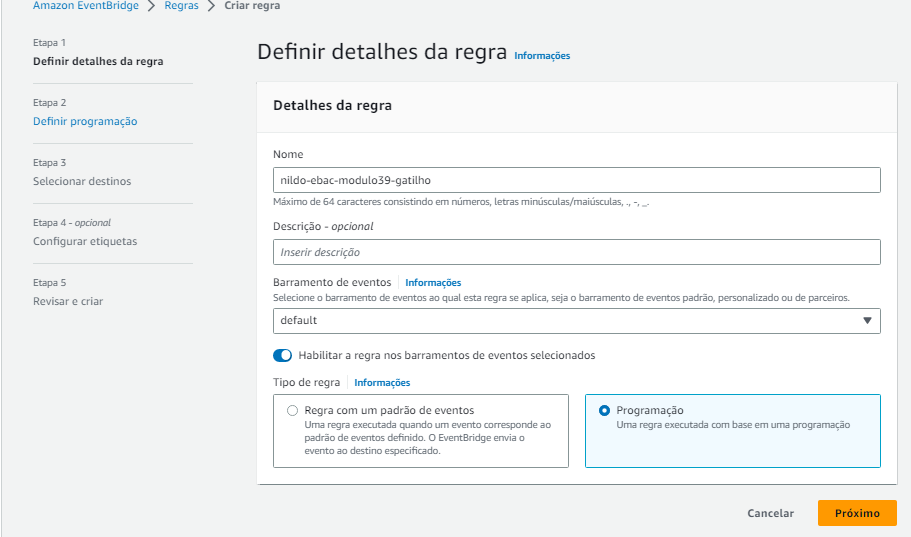 Amazon EventBridge > Regras > Criar regra
Etapa 1
Definir detalhes da regra
Etapa 2
Definir programação
Etapa 3
Selecionar destinos
Etapa 4 - opcional
Configurar etiquetas
Etapa 5
Revisar e criar
Definir detalhes da regra Informações
Detalhes da regra
Nome
nildo-ebac-modulo39-gatilho
Máximo de 64 caracteres consistindo em números, letras minúsculas/maiúsculas, ., -, _.
Descrição - opcional
Inserir descrição
Barramento de eventos Informações
Selecione o barramento de eventos ao qual esta regra se aplica, seja o barramento de eventos padrão, personalizado ou de parceiros.
default
Habilitar a regra nos barramentos de eventos selecionados
Tipo de regra Informações
Regra com um padrão de eventos
Uma regra executada quando um evento corresponde ao
padrão de eventos definido. O EventBridge envia o
evento ao destino especificado.
Programação
Uma regra executada com base em uma programação
Cancelar
Próximo